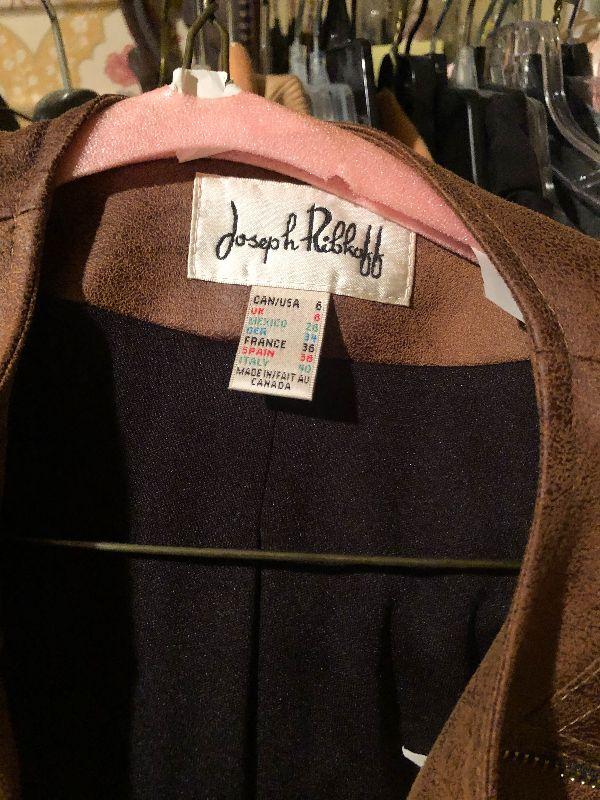 Joseph Ribkoff
CAN/USA 6
UK 8
MEXICO 26
GER 34
FRANCE 36
SPAIN 38
ITALY 40
MADE IN/FAIT AU
CANADA